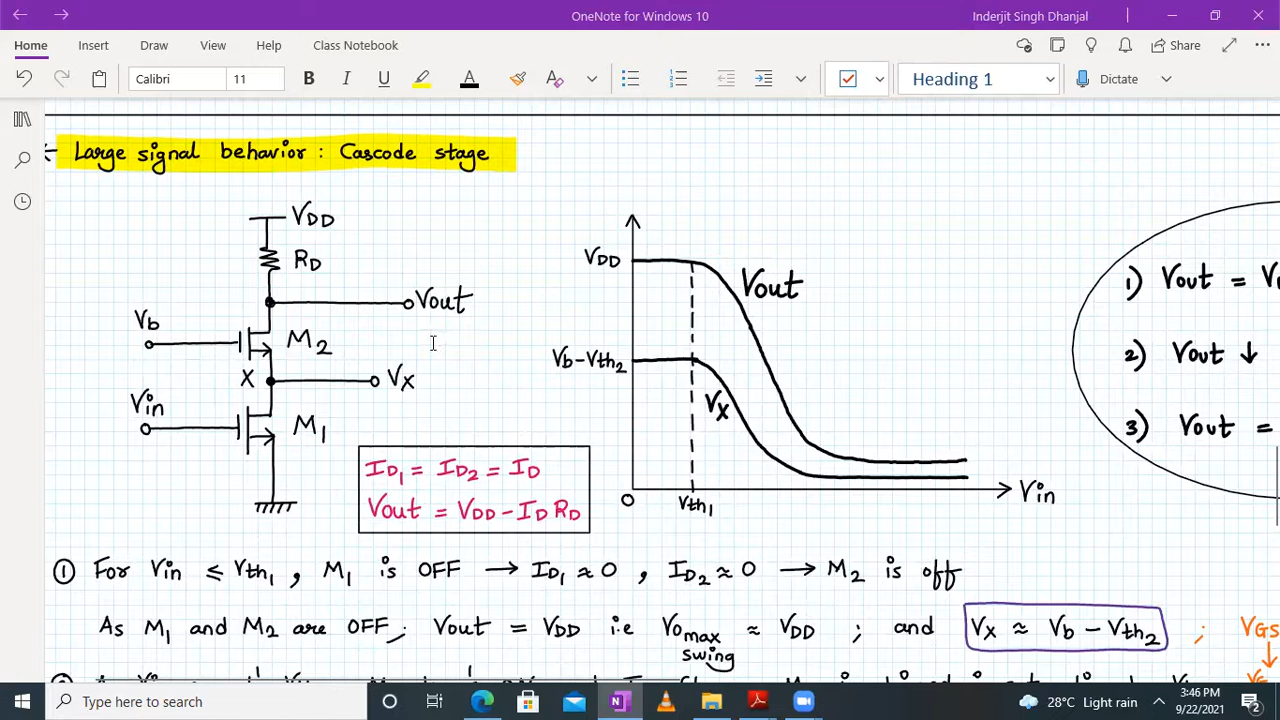 OneNote for Windows 10
Inderjit Singh Dhanjal
Home Insert Draw View Help Class Notebook
Share
Calibri 11 B I U A
Heading 1
Dictate
← Large signal behavior : Cascode stage
VDD
RD
Vout
Vb
M2
X
VX
Vin
M1
ID1 = ID2 = ID
Vout = VDD - ID RD
VDD
Vout
Vb-Vth2
VX
0
Vth1
Vin
1) Vout =
2) Vout ↓
3) Vout =
① For Vin ≤ Vth1, M1 is OFF → ID1 ≈ 0, ID2 ≈ 0 → M2 is off
As M1 and M2 are OFF; Vout = VDD i.e Vomax ≈ VDD ; and VX ≈ Vb - Vth2 ; VGS
swing
Type here to search
28°C Light rain
3:46 PM
9/22/2021
2